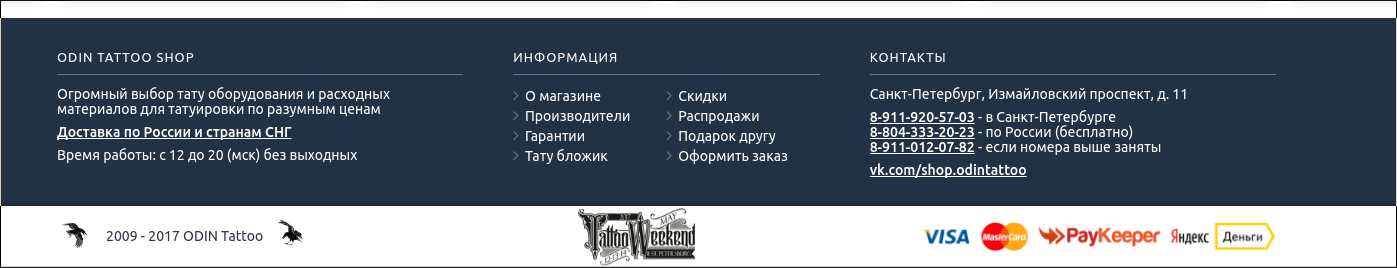 ODIN TATTOO SHOP
Огромный выбор тату оборудования и расходных
материалов для татуировки по разумным ценам
Доставка по России и странам СНГ
Время работы: с 12 до 20 (мск) без выходных
ИНФОРМАЦИЯ
О магазине
Производители
Гарантии
Тату бложик
Скидки
Распродажи
Подарок другу
Оформить заказ
КОНТАКТЫ
Санкт-Петербург, Измайловский проспект, д. 11
8-911-920-57-03 - в Санкт-Петербурге
8-804-333-20-23 - по России (бесплатно)
8-911-012-07-82 - если номера выше заняты
vk.com/shop.odintattoo
2009 - 2017 ODIN Tattoo
MAY
Tattoo Weekend
ST. PETERSBURG
VISA
MasterCard
PayKeeper
Яндекс Деньги